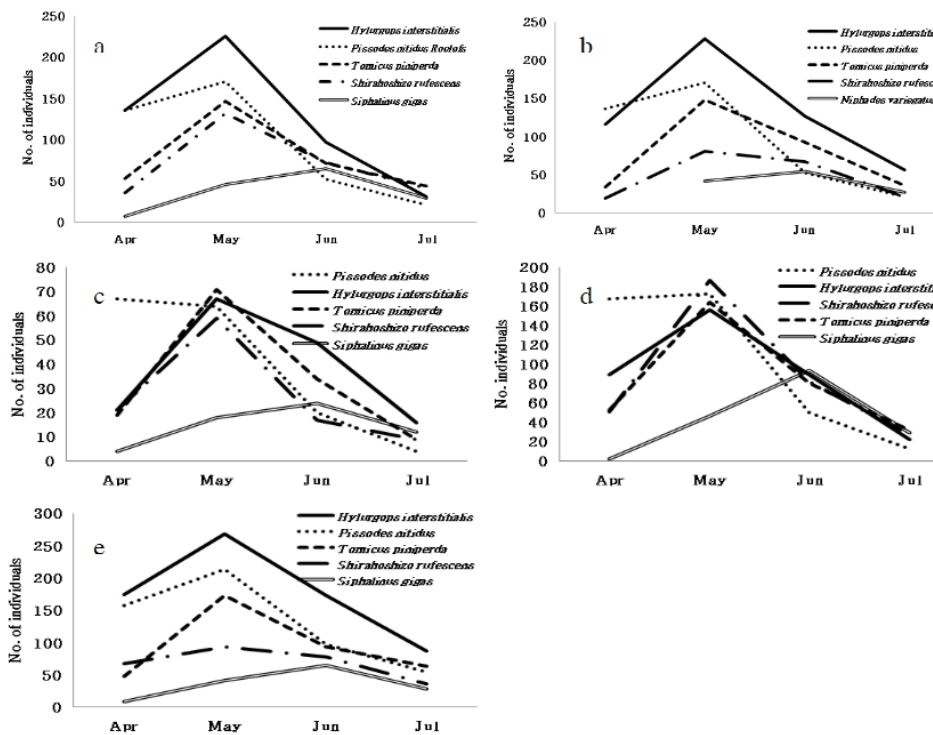 a
250
200
150
100
50
0
No. of individuals
Apr May Jun Jul
Hylurgops interstitialis
Pissodes nitidus Roelofs
Tomicus piniperda
Shirahoshizo rufescens
Siphalinus gigas
b
250
200
150
100
50
0
No. of individuals
Apr May Jun Jul
Hylurgops interstiti
Pissodes nitidus
Tomicus piniperda
Shirahoshizo rufesc
Niphades variegatus
c
80
70
60
50
40
30
20
10
0
No. of individuals
Apr May Jun Jul
Pissodes nitidus
Hylurgops interstitialis
Tomicus piniperda
Shirahoshizo rufescens
Siphalinus gigas
d
200
180
160
140
120
100
80
60
40
20
0
No. individuals
Apr May Jun Jul
Pissodes nitidus
Hylurgops interstitialis
Shirahoshizo rufesce
Tomicus piniperda
Siphalinus gigas
e
300
250
200
150
100
50
0
No. of individuals
Apr May Jun Jul
Hylurgops interstitialis
Pissodes nitidus
Tomicus piniperda
Shirahoshizo rufescens
Siphalinus gigas